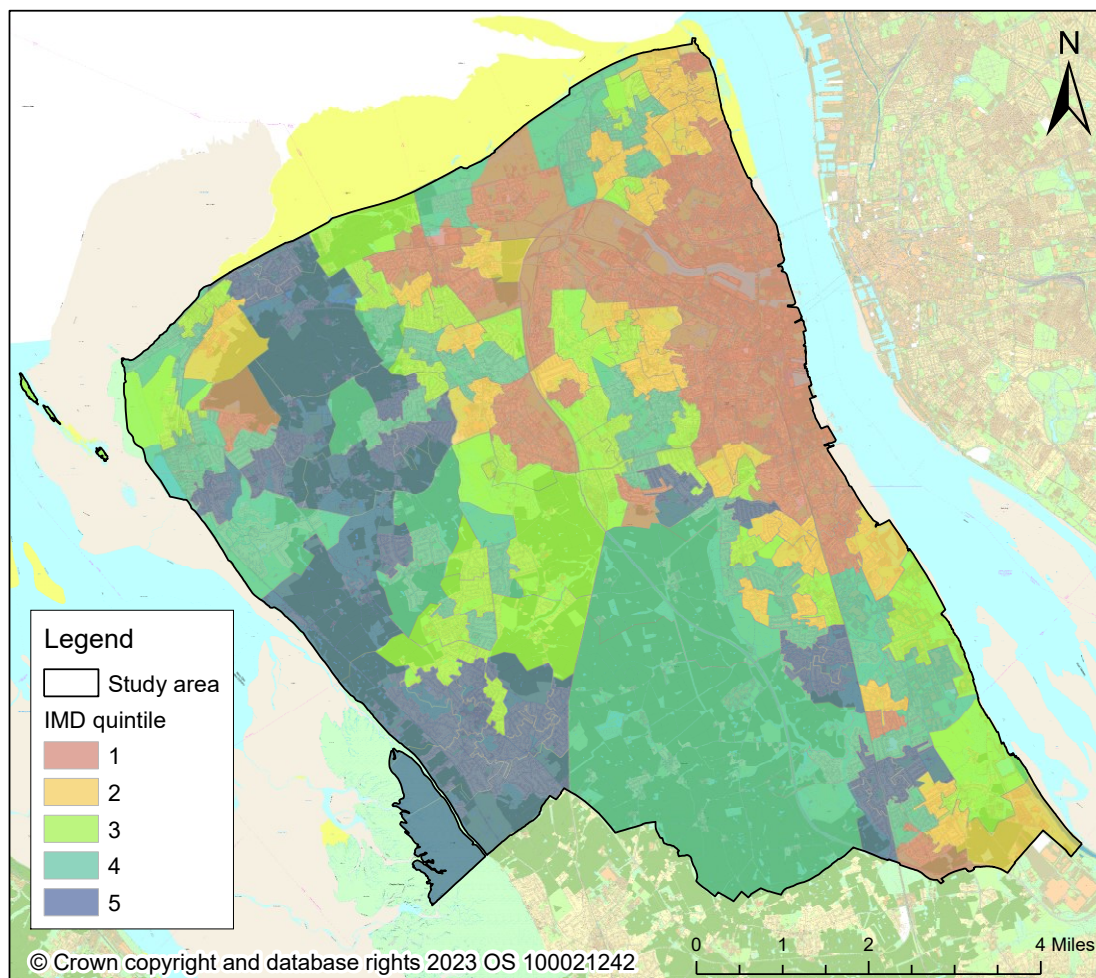 N
Legend
Study area
IMD quintile
1
2
3
4
5
0 1 2 4 Miles
© Crown copyright and database rights 2023 OS 100021242